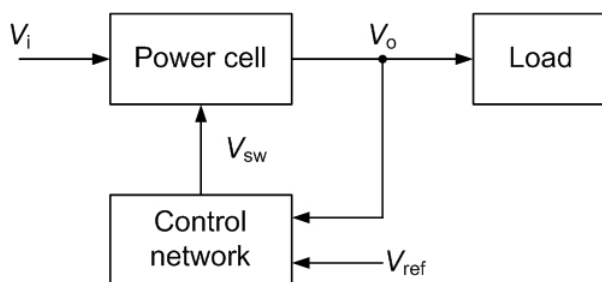 Vi
Power cell
Vo
Load
Vsw
Control
network
Vref